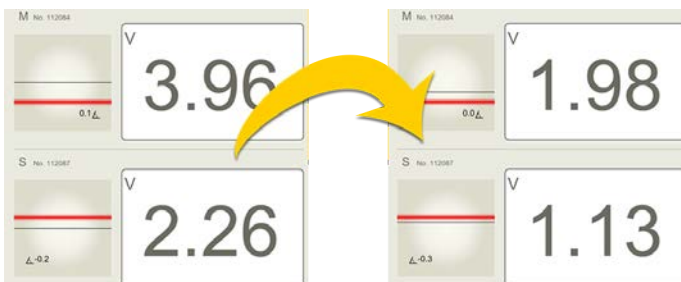 M No. 112084
V
3.96
0.1∡
S No. 112087
V
2.26
∡-0.2
M No. 112084
V
1.98
0.0∡
S No. 112087
V
1.13
∡-0.3